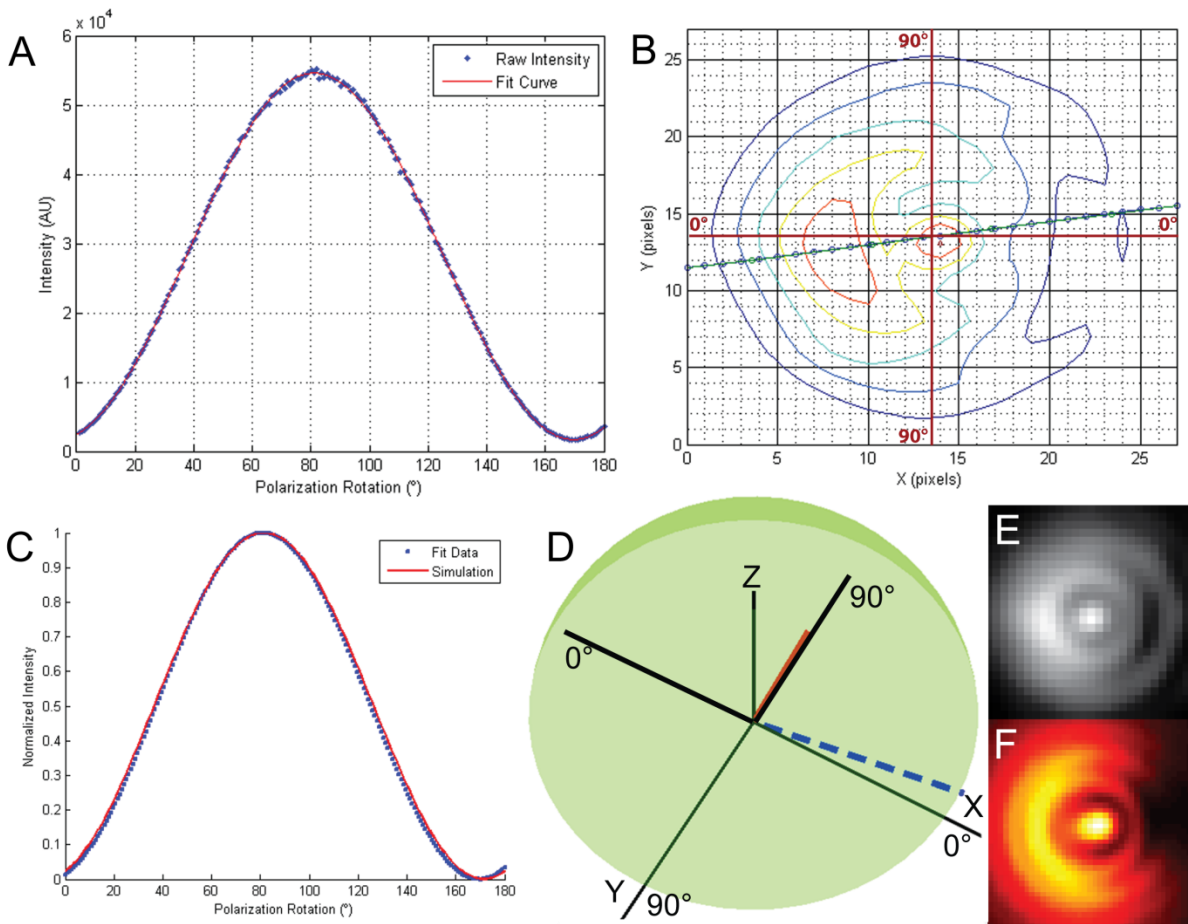 A
× 10⁴
6
5
4
3
2
1
0
Intensity (AU)
Raw Intensity
Fit Curve
0 20 40 60 80 100 120 140 160 180
Polarization Rotation (°)
B
90°
25
20
15
10
5
0
Y (pixels)
0°
0°
90°
0 5 10 15 20 25
X (pixels)
C
1
0.9
0.8
0.7
0.6
0.5
0.4
0.3
0.2
0.1
0
Normalized Intensity
Fit Data
Simulation
0 20 40 60 80 100 120 140 160 180
Polarization Rotation (°)
D
Z
90°
0°
X
0°
Y
90°
E
F